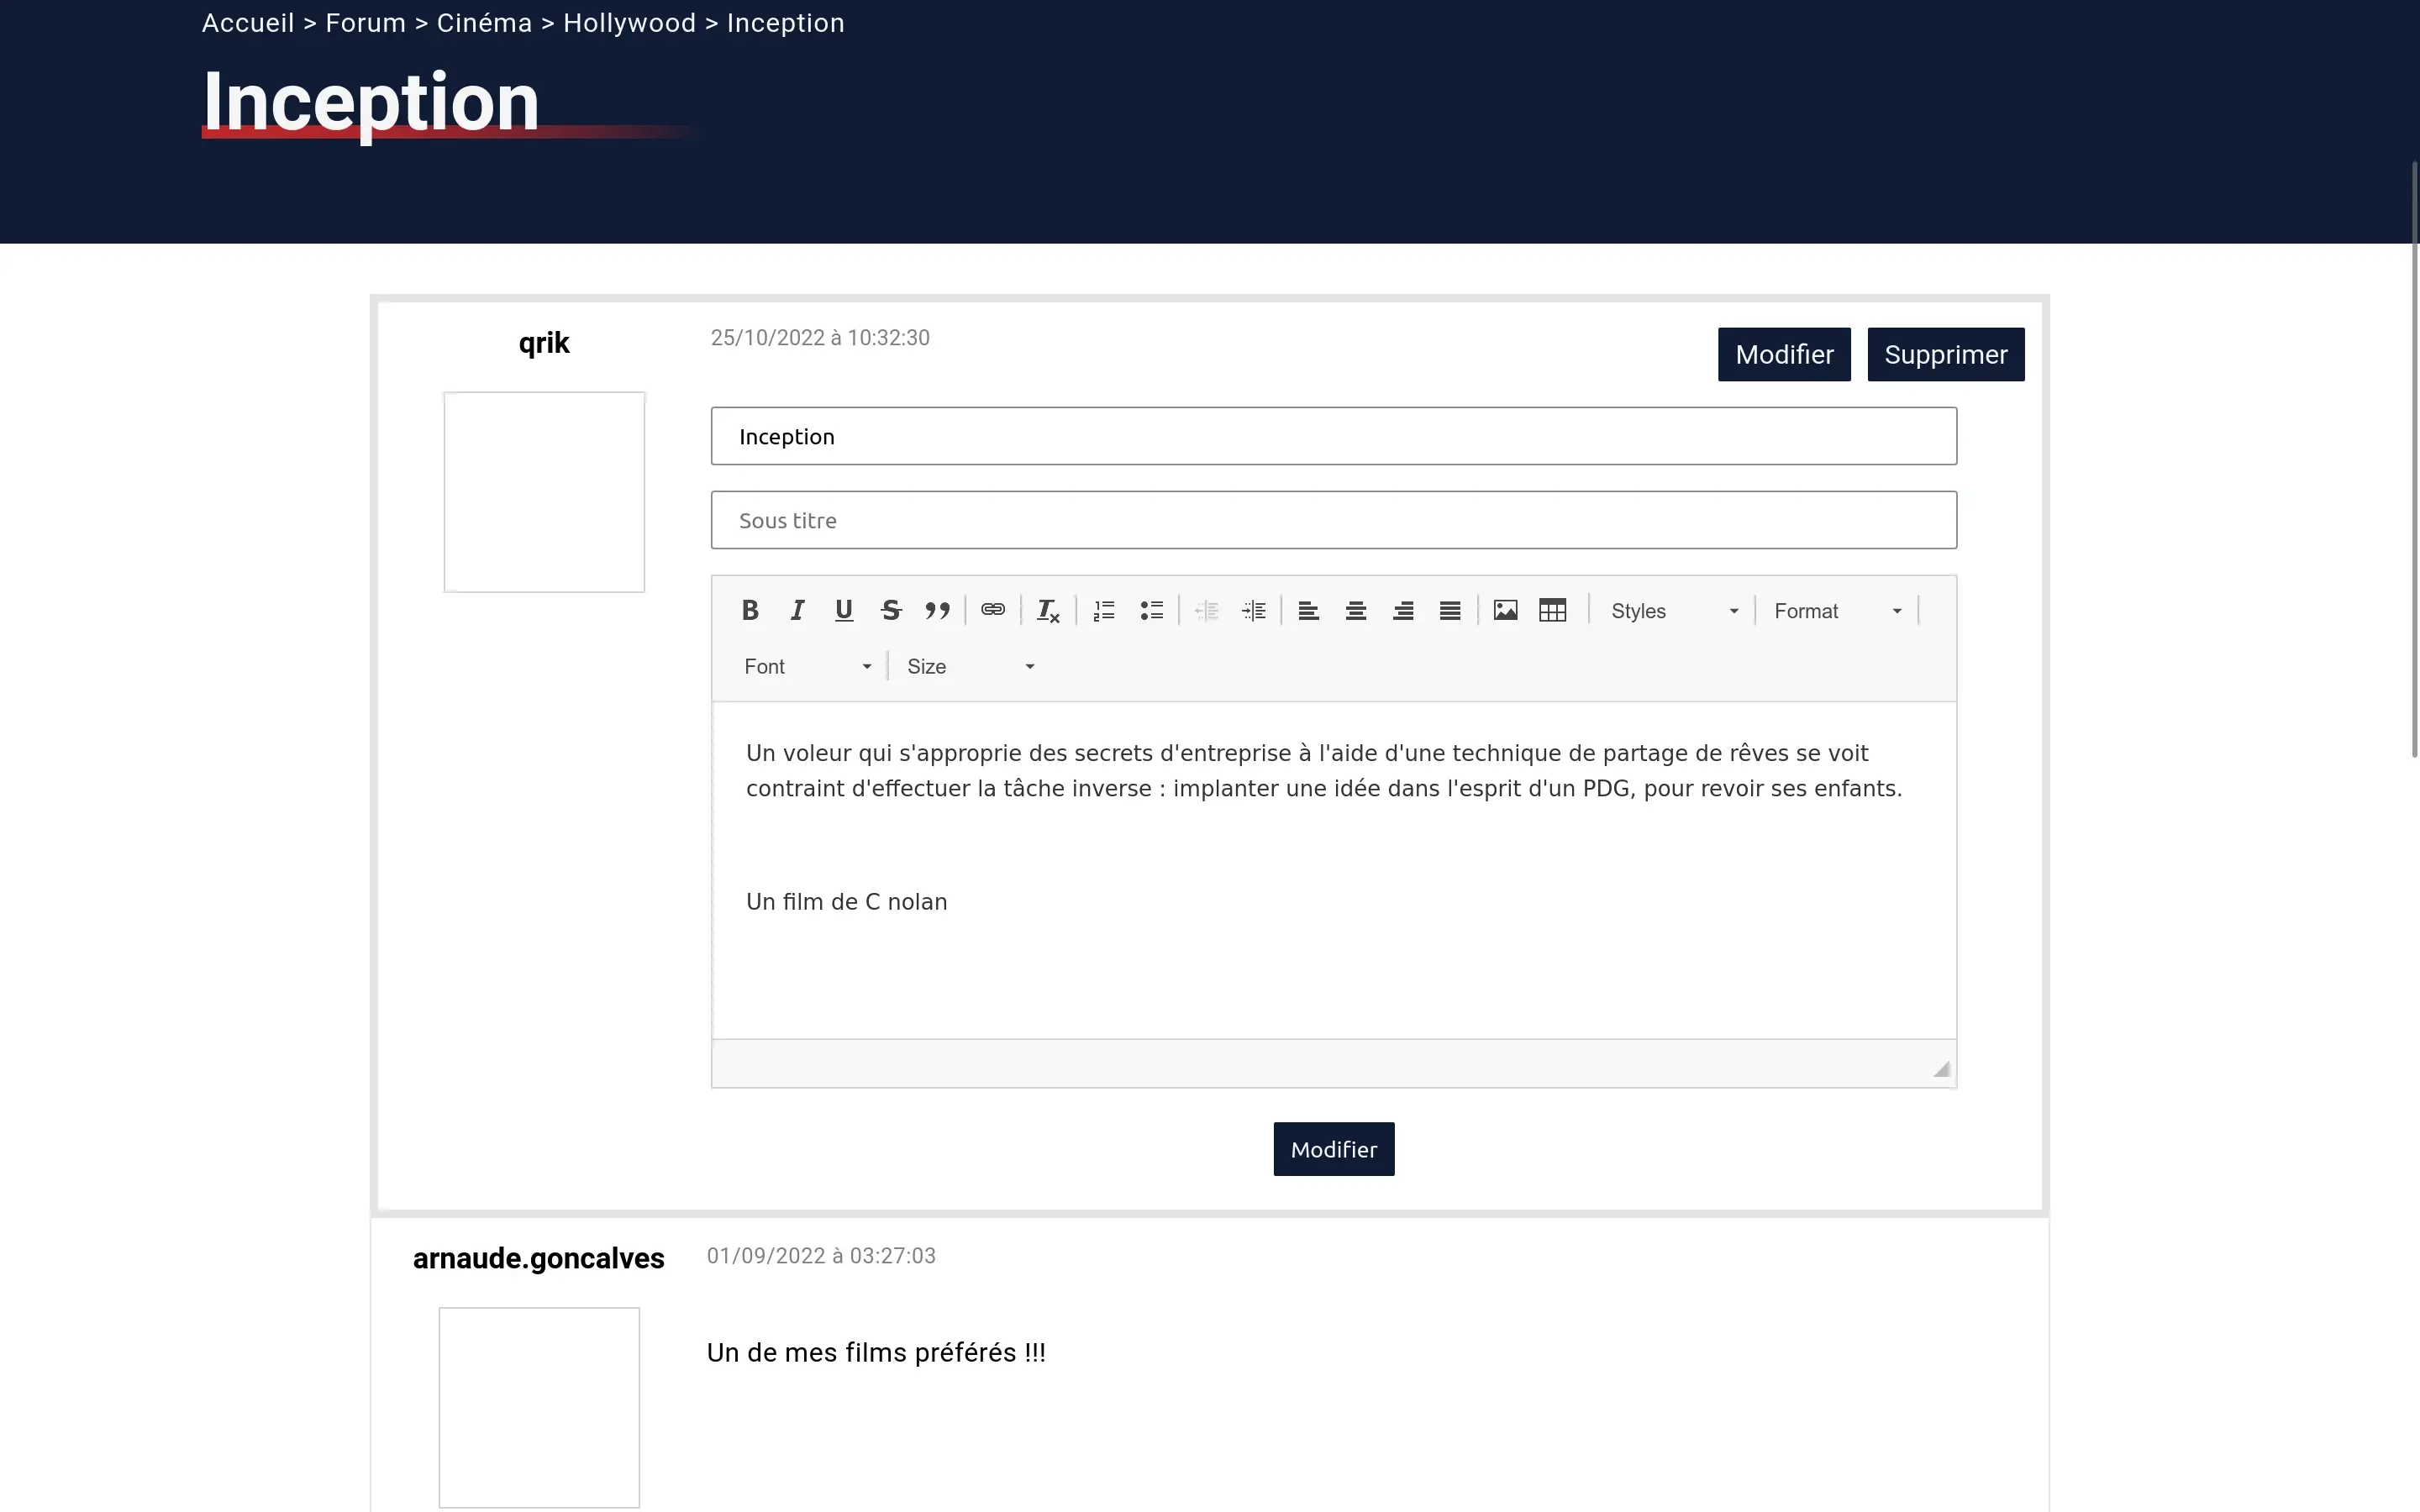 Accueil > Forum > Cinéma > Hollywood > Inception
Inception
qrik
25/10/2022 à 10:32:30
Modifier
Supprimer
Inception
Sous titre
Styles
Format
Font
Size
Un voleur qui s'approprie des secrets d'entreprise à l'aide d'une technique de partage de rêves se voit
contraint d'effectuer la tâche inverse : implanter une idée dans l'esprit d'un PDG, pour revoir ses enfants.
Un film de C nolan
Modifier
arnaude.goncalves
01/09/2022 à 03:27:03
Un de mes films préférés !!!